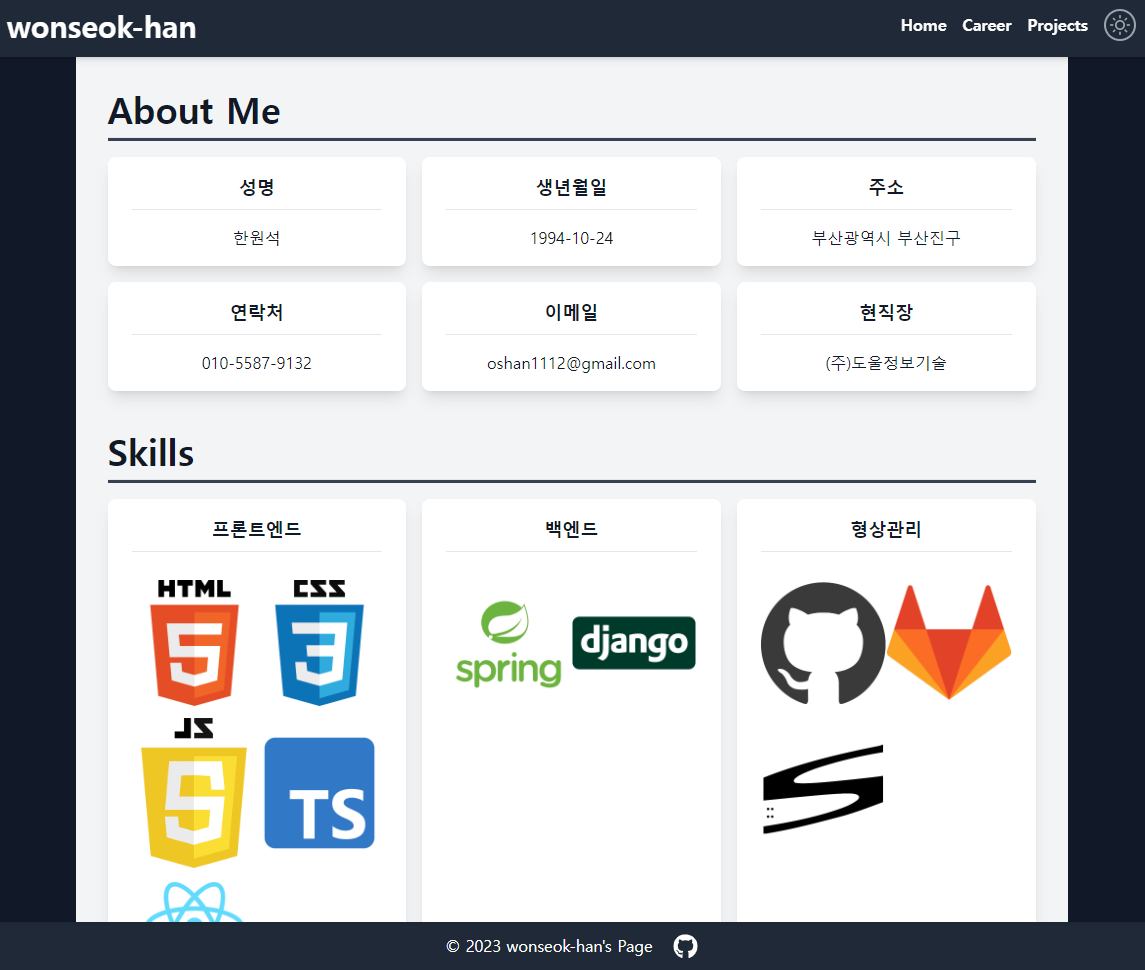 wonseok-han
Home Career Projects
About Me
성명 생년월일 주소
한원석 1994-10-24 부산광역시 부산진구
연락처 이메일 현직장
010-5587-9132 oshan1112@gmail.com (주)도울정보기술
Skills
프론트엔드 백엔드 형상관리
HTML CSS
5 3
spring django
JS
5 TS
© 2023 wonseok-han's Page